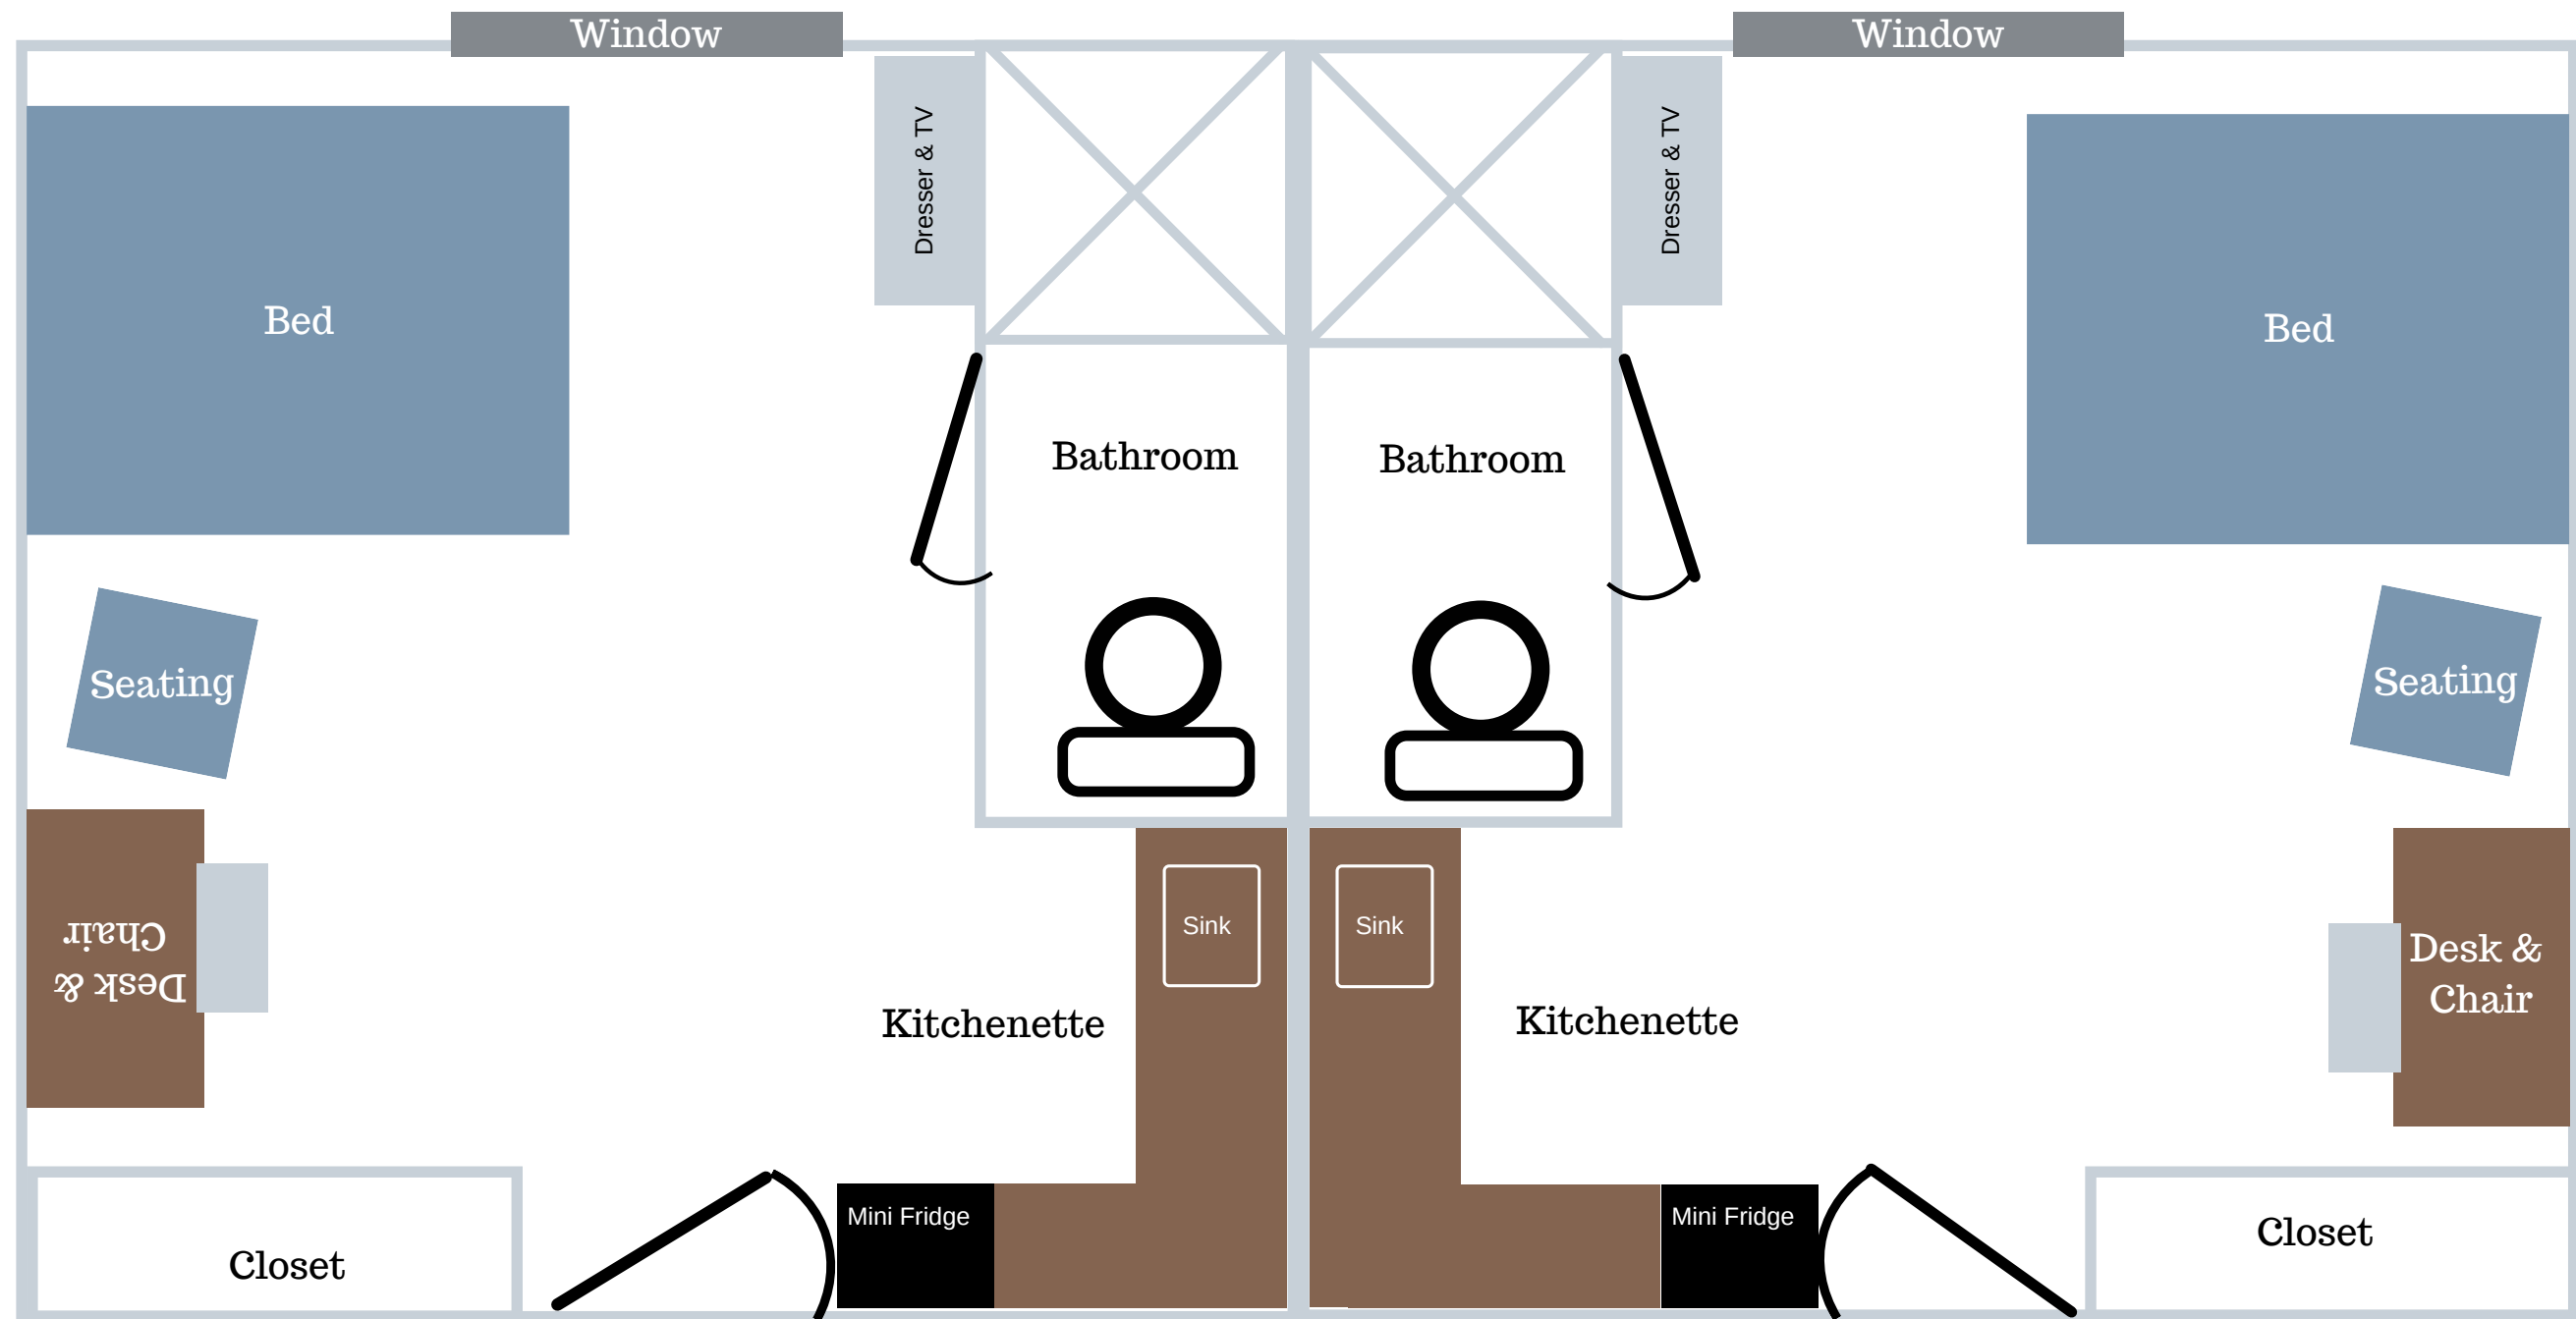 Window
Window
Dresser & TV
Dresser & TV
Bed
Bed
Bathroom
Bathroom
Seating
Seating
Desk &
Chair
Sink
Sink
Desk &
Chair
Kitchenette
Kitchenette
Mini Fridge
Mini Fridge
Closet
Closet